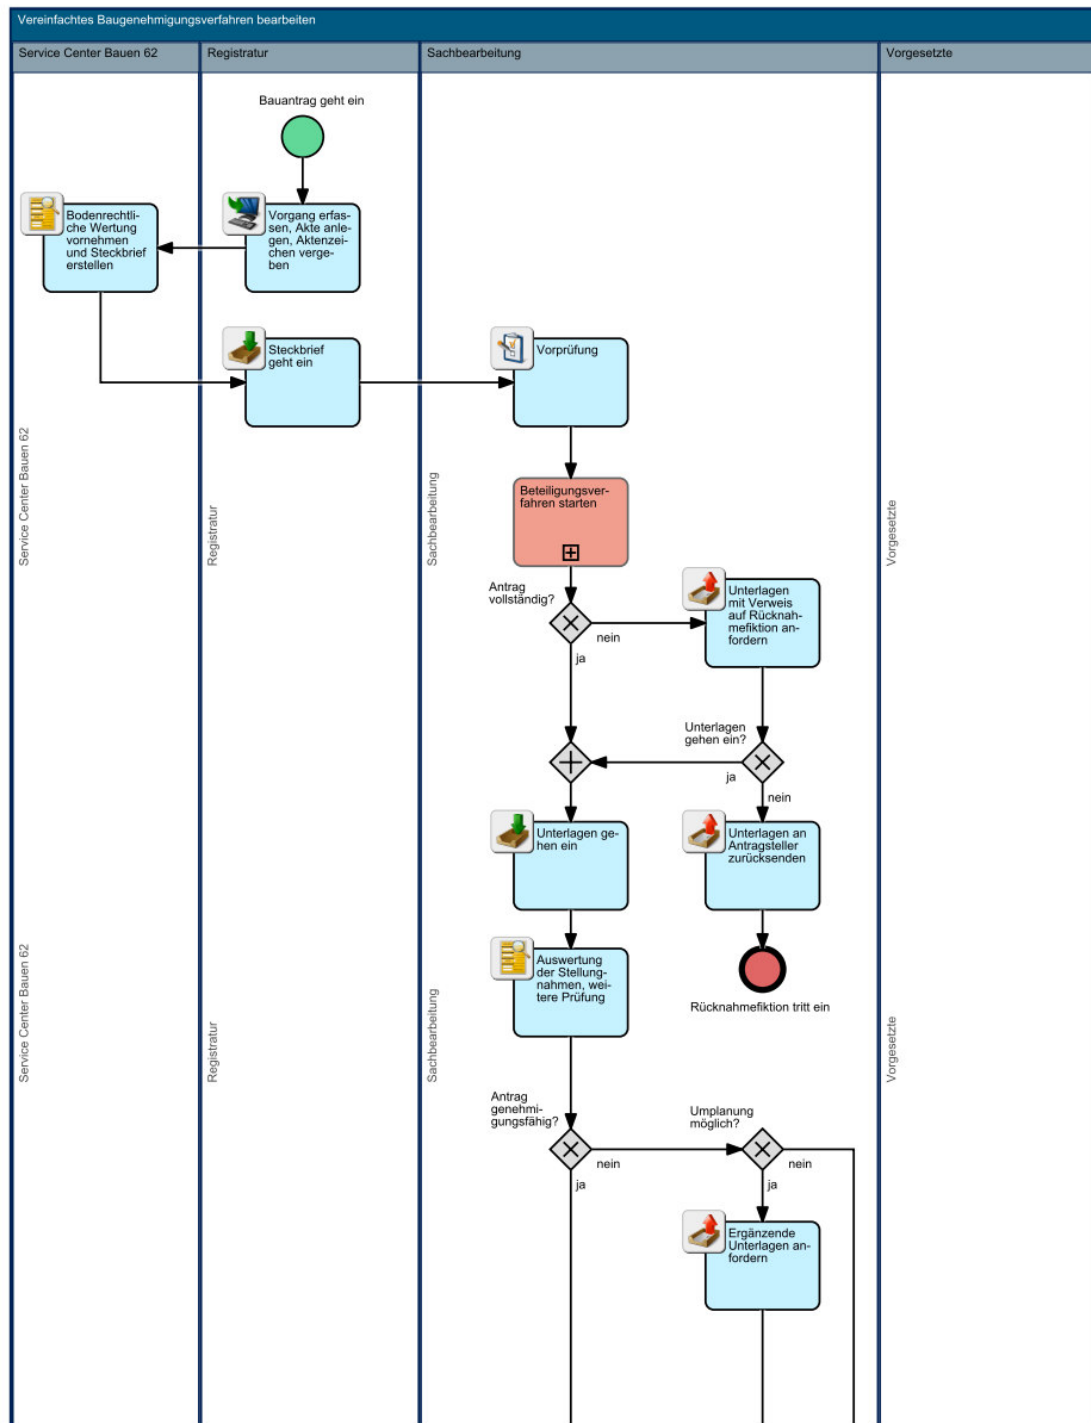 Vereinfachtes Baugenehmigungsverfahren bearbeiten
Service Center Bauen 62
Registratur
Sachbearbeitung
Vorgesetzte
Bauantrag geht ein
Bodenrechtli-
che Wertung
vornehmen
und Steckbrief
erstellen
Vorgang erfas-
sen, Akte anle-
gen, Aktenzei-
chen verge-
ben
Steckbrief
geht ein
Vorprüfung
Service Center Bauen 62
Registratur
Sachbearbeitung
Vorgesetzte
Beteiligungsver-
fahren starten
Antrag
vollständig?
nein
ja
Unterlagen
mit Verweis
auf Rücknah-
mefiktion an-
fordern
Unterlagen
gehen ein?
ja
nein
Unterlagen ge-
hen ein
Unterlagen an
Antragsteller
zurücksenden
Auswertung
der Stellung-
nahmen, wei-
tere Prüfung
Rücknahmefiktion tritt ein
Service Center Bauen 62
Registratur
Sachbearbeitung
Vorgesetzte
Antrag
genehmi-
gungsfähig?
nein
ja
Umplanung
möglich?
nein
ja
Ergänzende
Unterlagen an-
fordern